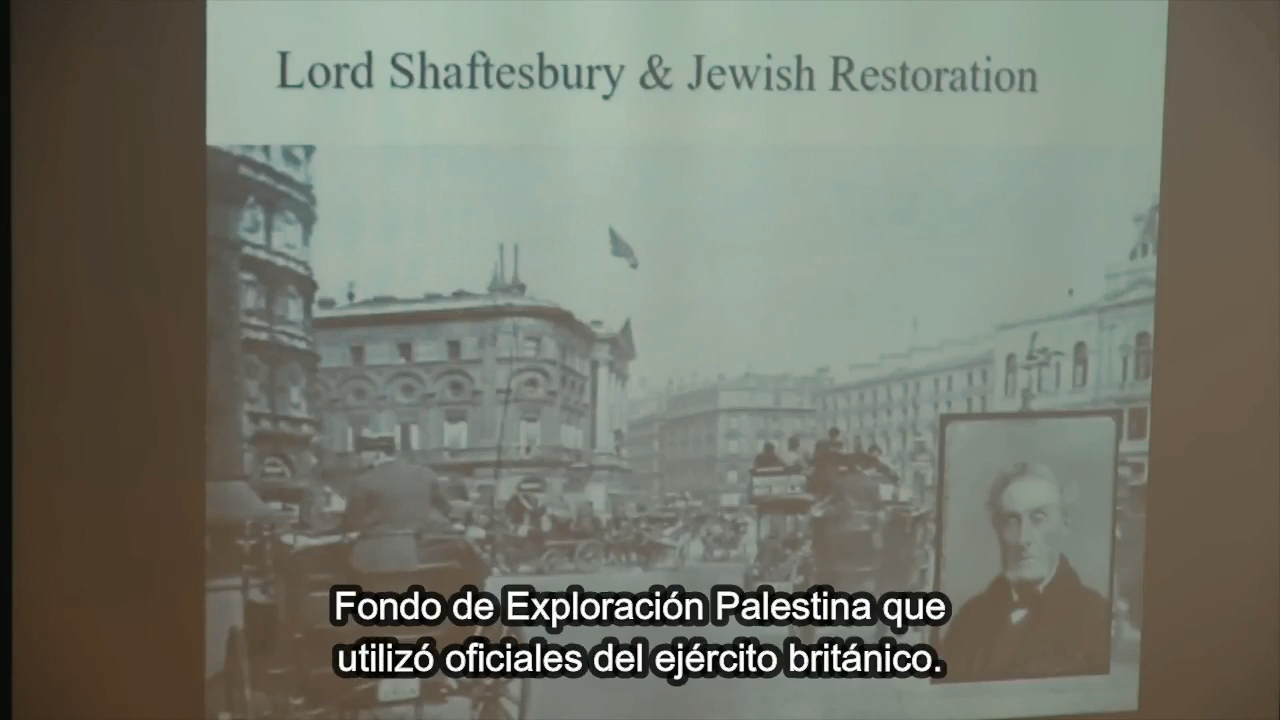 Lord Shaftesbury & Jewish Restoration
Fondo de Exploración Palestina que
utilizó oficiales del ejército británico.